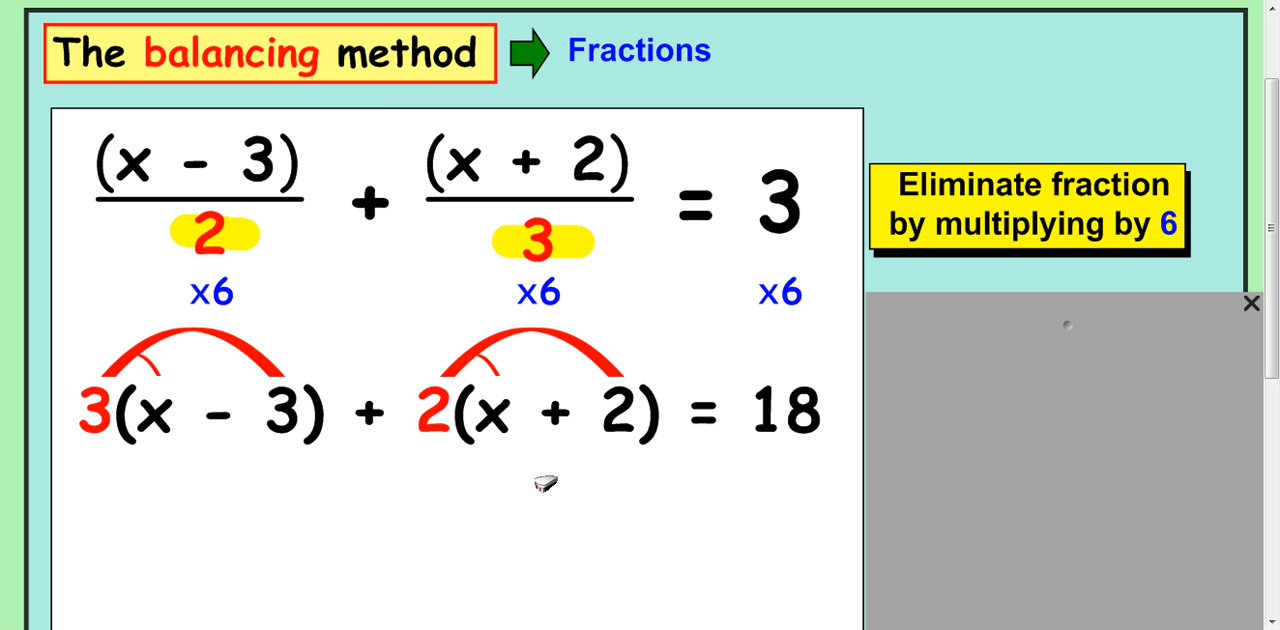 The balancing method
Fractions
(x - 3)/2 + (x + 2)/3 = 3
x6 x6 x6
Eliminate fraction
by multiplying by 6
3(x - 3) + 2(x + 2) = 18